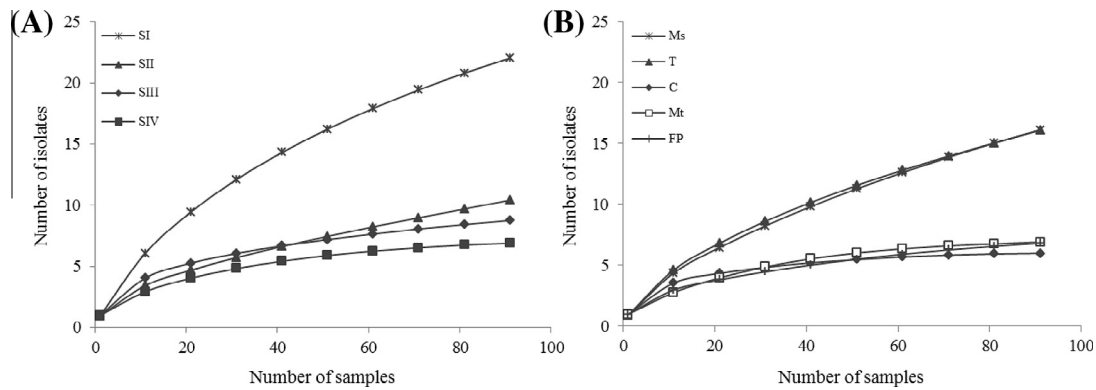 (A)
25
20
15
10
5
0
Number of isolates
SI
SII
SIII
SIV
0 20 40 60 80 100
Number of samples
(B)
25
20
15
10
5
0
Number of isolates
Ms
T
C
Mt
FP
0 20 40 60 80 100
Number of samples